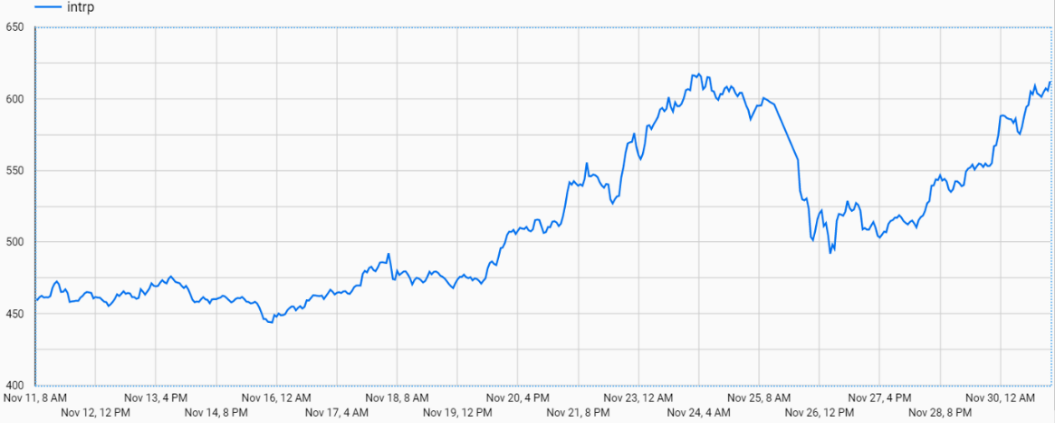 intrp
650
600
550
500
450
400
Nov 11, 8 AM
Nov 12, 12 PM
Nov 13, 4 PM
Nov 14, 8 PM
Nov 16, 12 AM
Nov 17, 4 AM
Nov 18, 8 AM
Nov 19, 12 PM
Nov 20, 4 PM
Nov 21, 8 PM
Nov 23, 12 AM
Nov 24, 4 AM
Nov 25, 8 AM
Nov 26, 12 PM
Nov 27, 4 PM
Nov 28, 8 PM
Nov 30, 12 AM